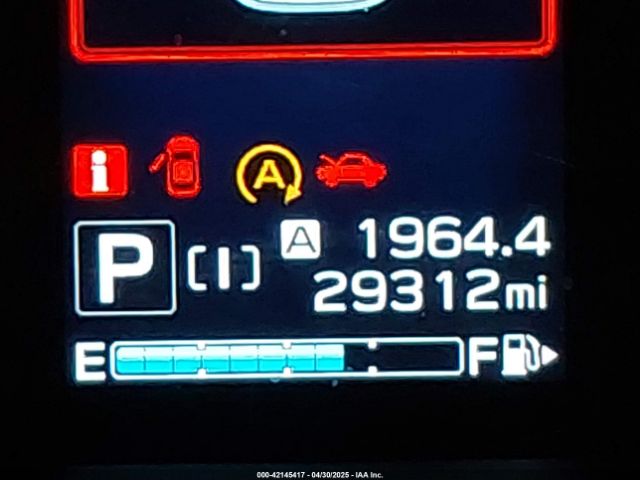 i
A
P [I] A 1964.4
29312mi
E F
000-42145417 - 04/30/2025 - IAA Inc.